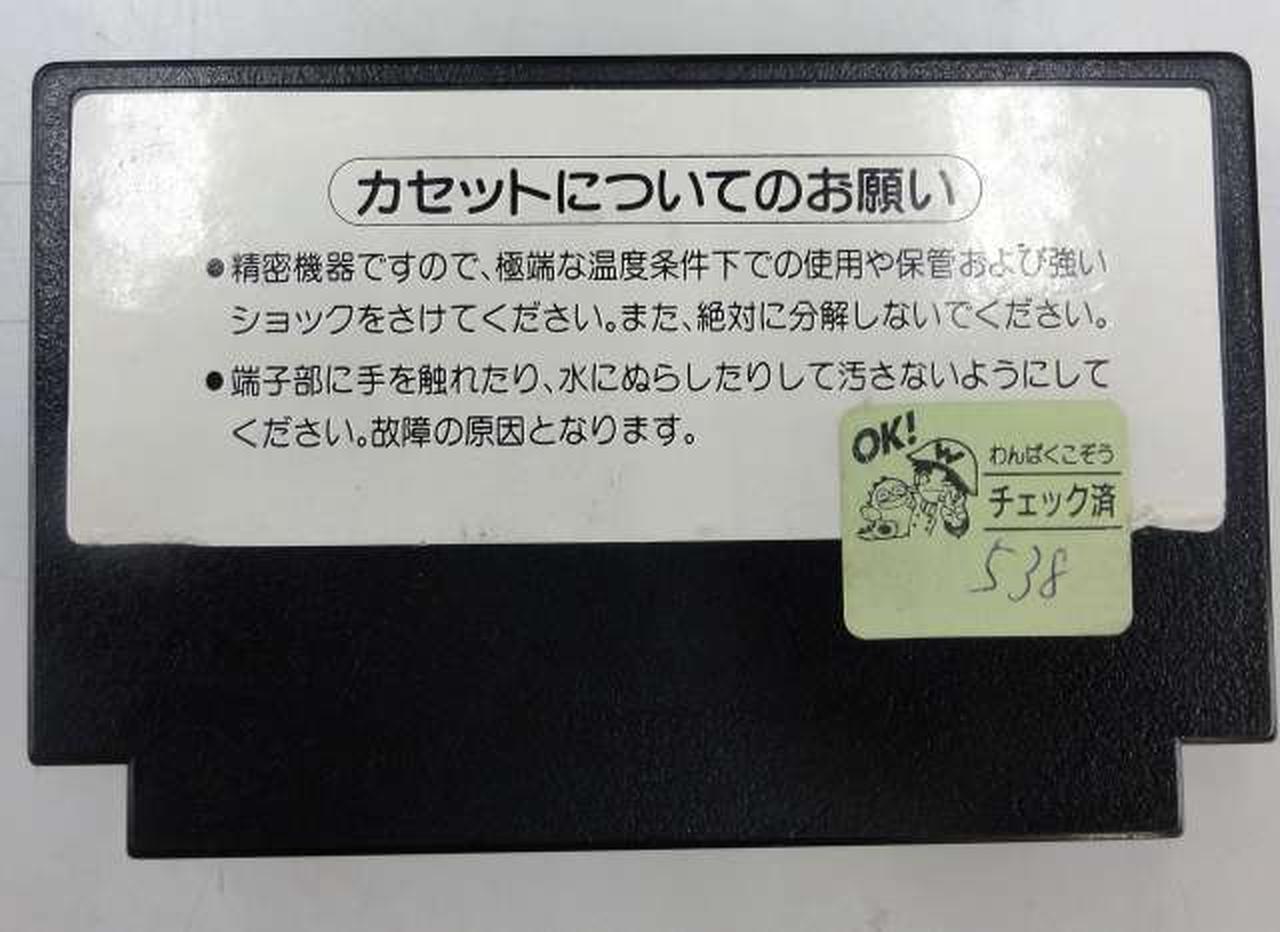 カセットについてのお願い
●精密機器ですので、極端な温度条件下での使用や保管および強い
ショックをさけてください。また、絶対に分解しないでください。
●端子部に手を触れたり、水にぬらしたりして汚さないようにして
ください。故障の原因となります。
OK!
W
わんぱくこぞう
チェック済
538